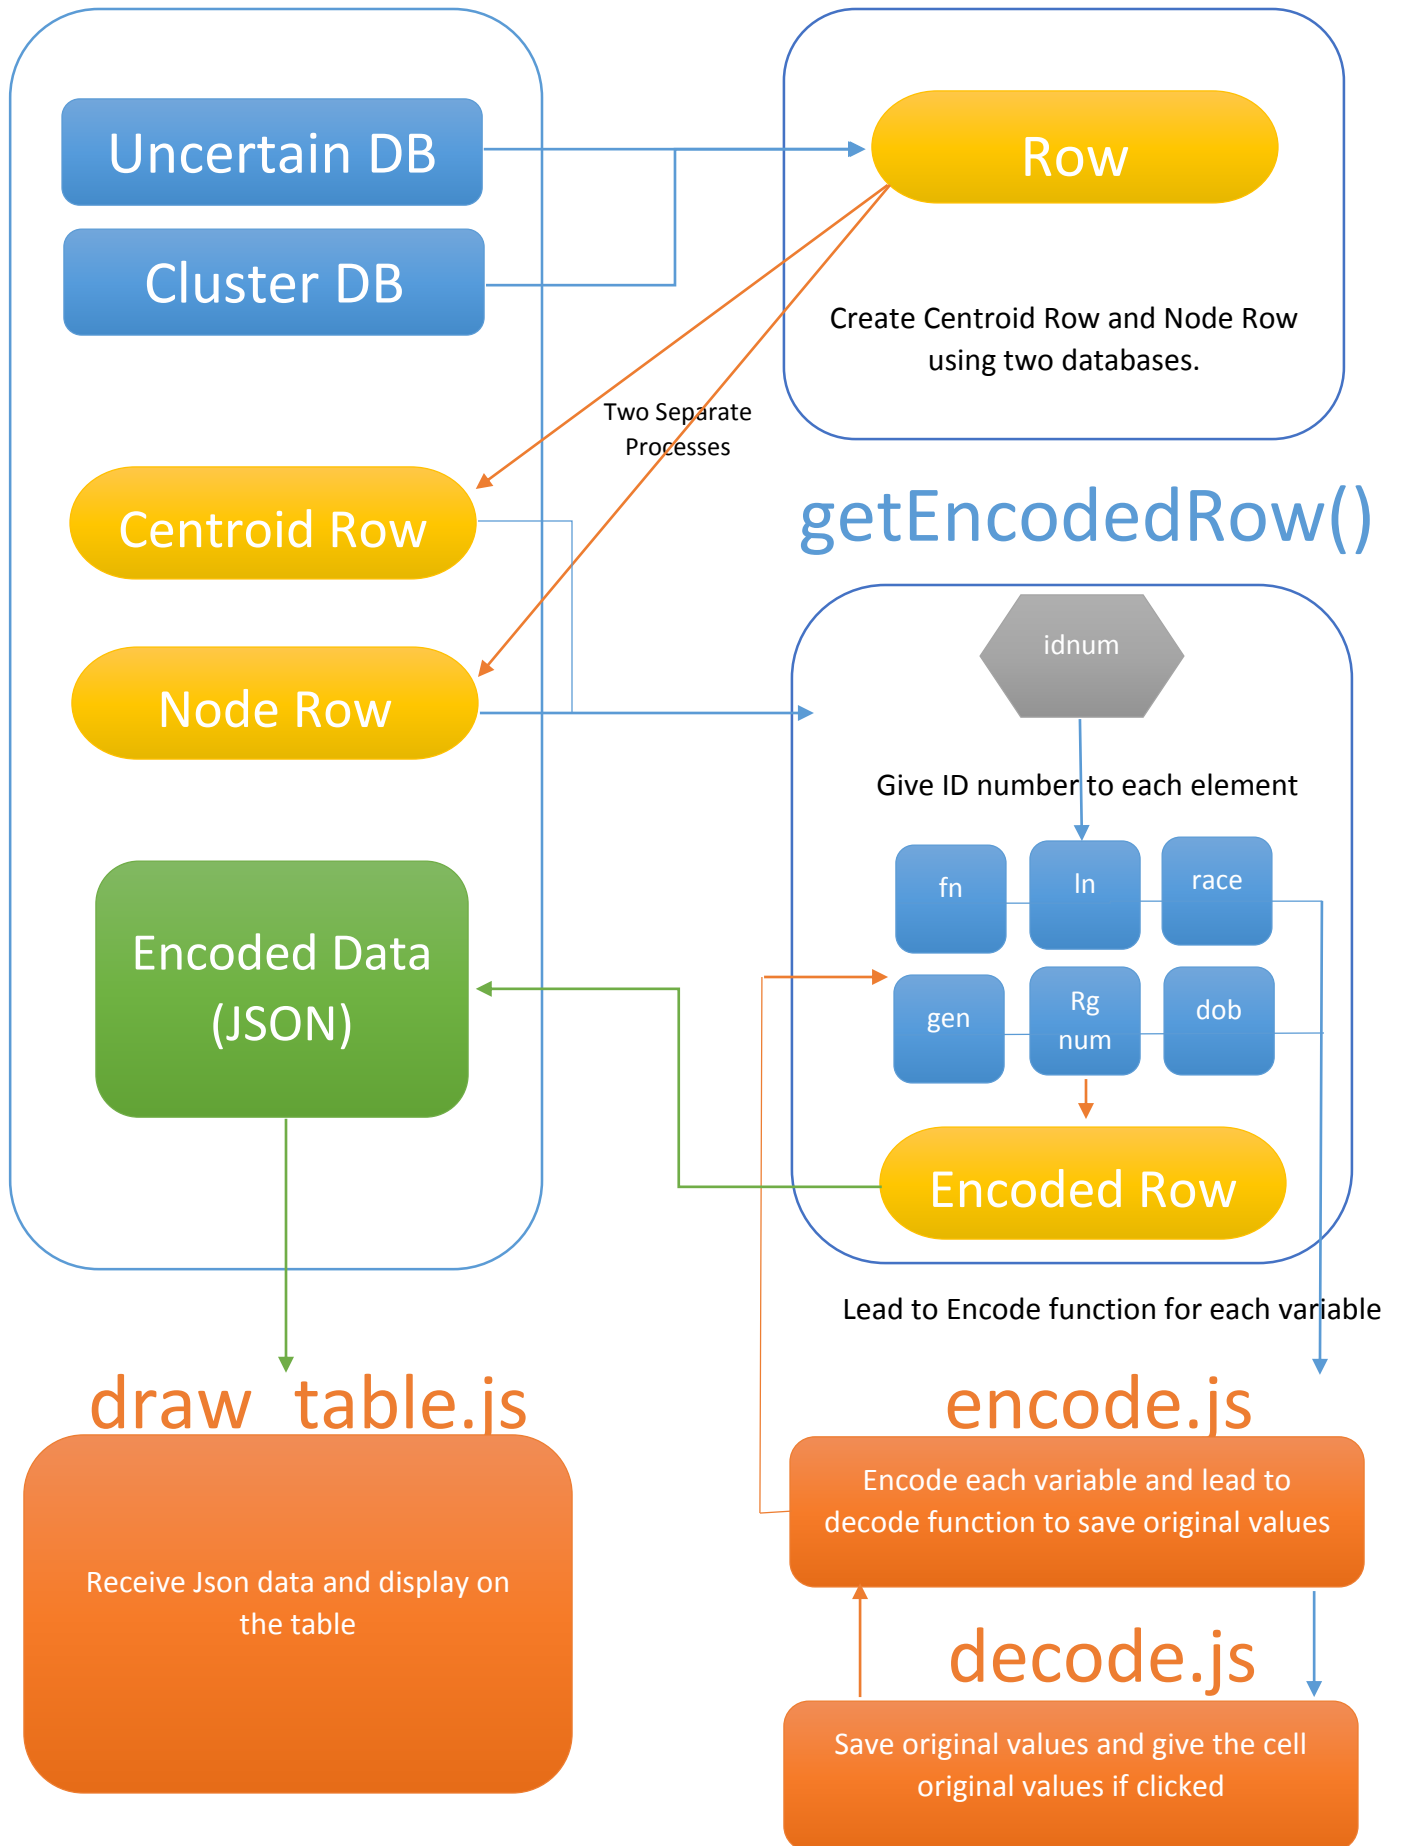 Uncertain DB
Row
Cluster DB
Create Centroid Row and Node Row
using two databases.
Two Separate
Processes
Centroid Row
getEncodedRow()
idnum
Node Row
Give ID number to each element
fn
ln
race
Encoded Data
(JSON)
gen
Rg
num
dob
Encoded Row
Lead to Encode function for each variable
draw_table.js
encode.js
Encode each variable and lead to
decode function to save original values
Receive Json data and display on
the table
decode.js
Save original values and give the cell
original values if clicked